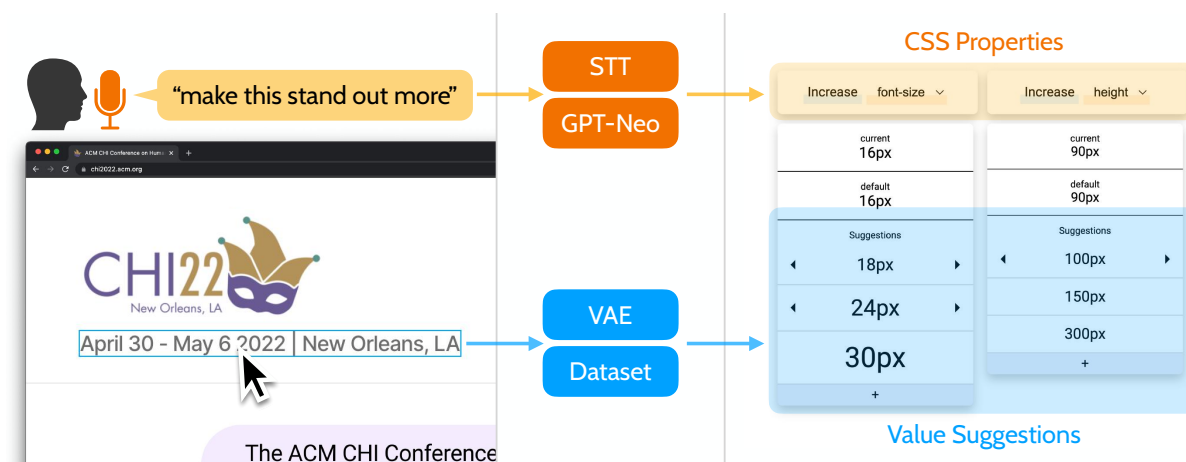 “make this stand out more”
ACM CHI Conference on Hum
chi2022.acm.org
CHI22
New Orleans, LA
April 30 - May 6 2022 | New Orleans, LA
The ACM CHI Conference
STT
GPT-Neo
VAE
Dataset
CSS Properties
Increase font-size
current
16px
default
16px
Suggestions
18px
24px
30px
+
Increase height
current
90px
default
90px
Suggestions
100px
150px
300px
+
Value Suggestions